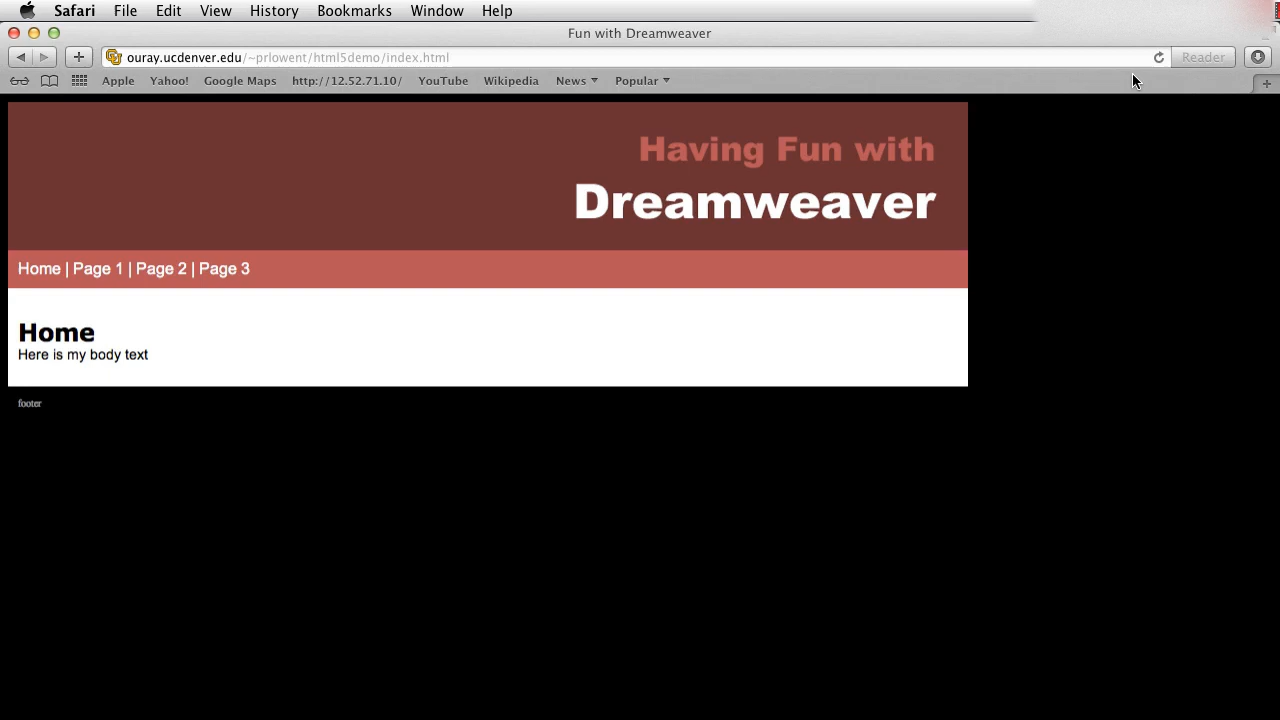 Safari File Edit View History Bookmarks Window Help
Fun with Dreamweaver
ouray.ucdenver.edu/~prlowent/html5demo/index.html Reader
Apple Yahoo! Google Maps http://12.52.71.10/ YouTube Wikipedia News Popular
Having Fun with
Dreamweaver
Home | Page 1 | Page 2 | Page 3
Home
Here is my body text
footer